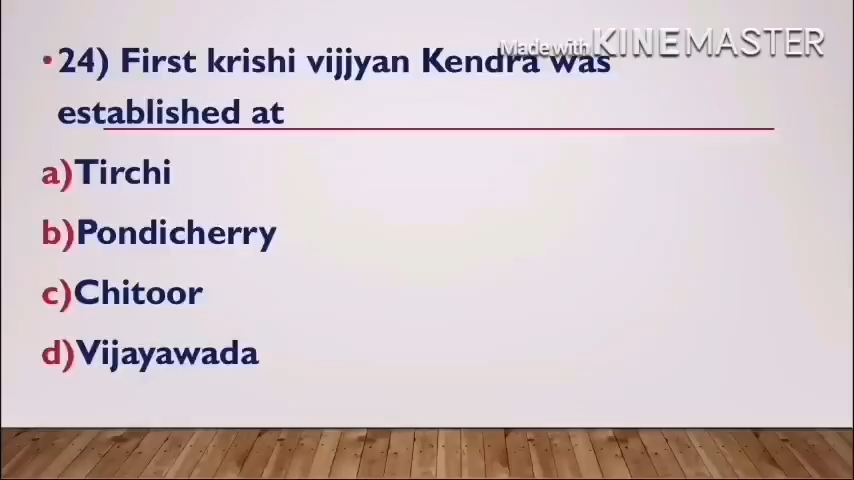 Made with KINEMASTER
• 24) First krishi vijjyan Kendra was
established at
a)Tirchi
b)Pondicherry
c)Chitoor
d)Vijayawada